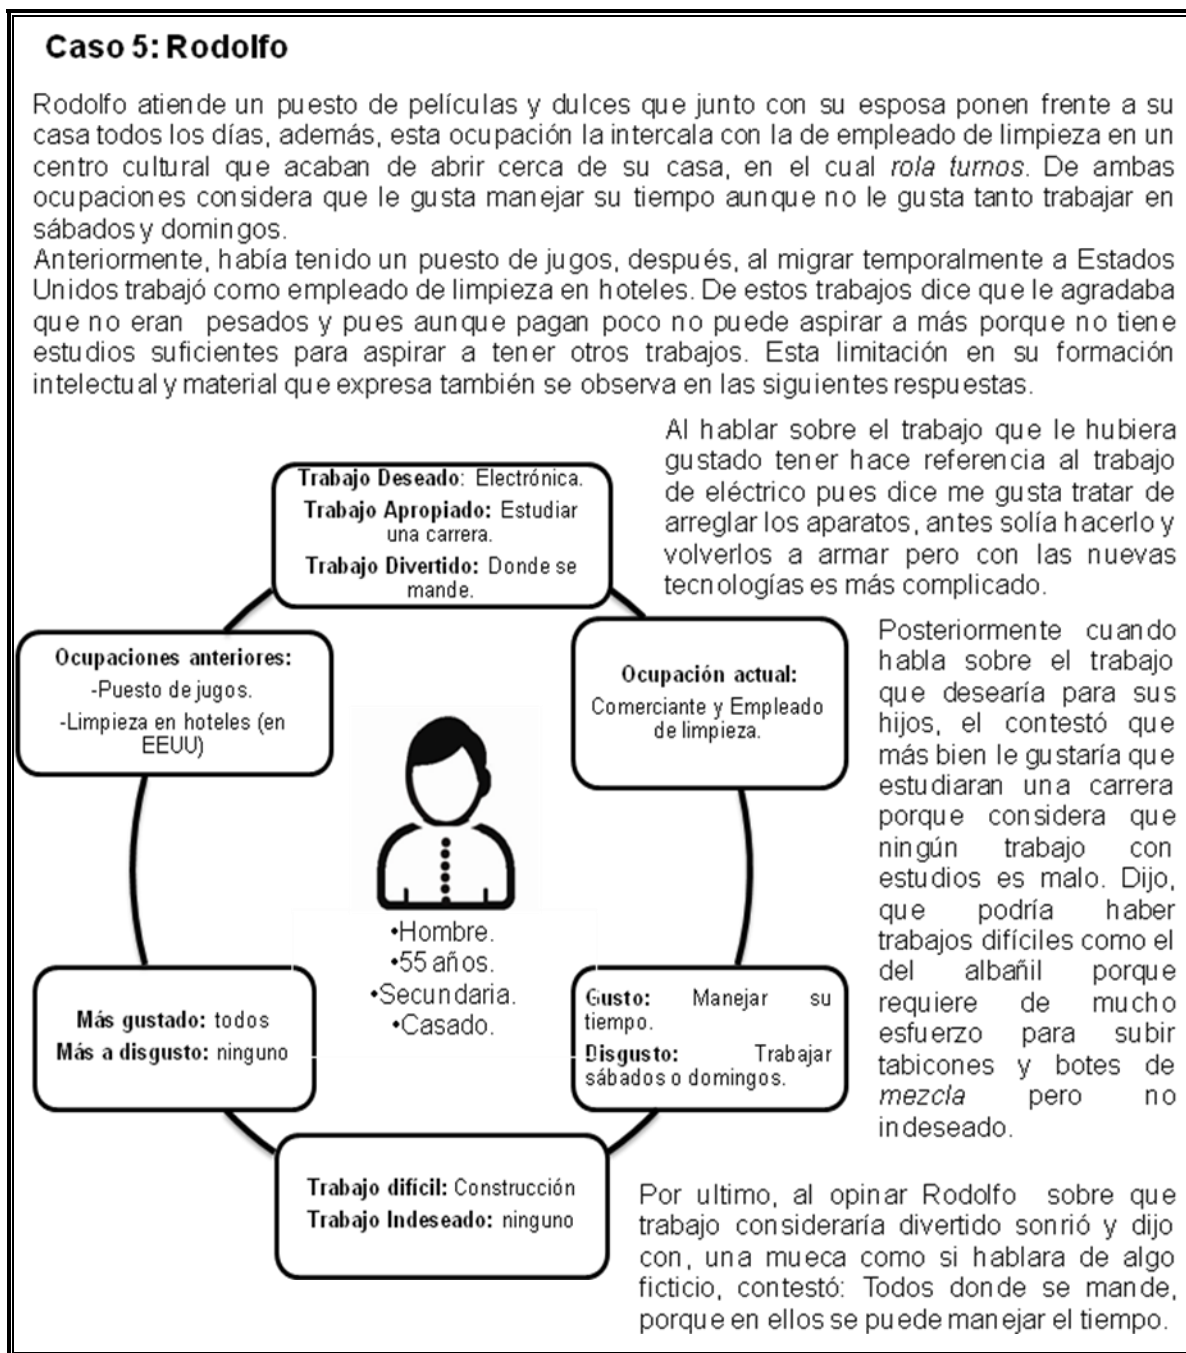 Caso 5: Rodolfo
Rodolfo atiende un puesto de películas y dulces que junto con su esposa ponen frente a su
casa todos los días, además, esta ocupación la intercala con la de empleado de limpieza en un
centro cultural que acaban de abrir cerca de su casa, en el cual rola turnos. De ambas
ocupaciones considera que le gusta manejar su tiempo aunque no le gusta tanto trabajar en
sábados y domingos.
Anteriormente, había tenido un puesto de jugos, después, al migrar temporalmente a Estados
Unidos trabajó como empleado de limpieza en hoteles. De estos trabajos dice que le agradaba
que no eran pesados y pues aunque pagan poco no puede aspirar a más porque no tiene
estudios suficientes para aspirar a tener otros trabajos. Esta limitación en su formación
intelectual y material que expresa también se observa en las siguientes respuestas.
Al hablar sobre el trabajo que le hubiera
gustado tener hace referencia al trabajo
de eléctrico pues dice me gusta tratar de
arreglar los aparatos, antes solía hacerlo y
volverlos a armar pero con las nuevas
tecnologías es más complicado.
Trabajo Deseado: Electrónica.
Trabajo Apropiado: Estudiar
una carrera.
Trabajo Divertido: Donde se
mande.
Ocupaciones anteriores:
-Puesto de jugos.
-Limpieza en hoteles (en
EEUU)
Ocupación actual:
Comerciante y Empleado
de limpieza.
Posteriormente cuando
habla sobre el trabajo
que desearía para sus
hijos, el contestó que
más bien le gustaría que
estudiaran una carrera
porque considera que
ningún trabajo con
estudios es malo. Dijo,
que podría haber
trabajos difíciles como el
del albañil porque
requiere de mucho
esfuerzo para subir
tabicones y botes de
mezcla pero no
indeseado.
•Hombre.
•55 años.
•Secundaria.
•Casado.
Más gustado: todos
Más a disgusto: ninguno
Gusto: Manejar su
tiempo.
Disgusto: Trabajar
sábados o domingos.
Trabajo difícil: Construcción
Trabajo Indeseado: ninguno
Por ultimo, al opinar Rodolfo sobre que
trabajo consideraría divertido sonrió y dijo
con, una mueca como si hablara de algo
ficticio, contestó: Todos donde se mande,
porque en ellos se puede manejar el tiempo.